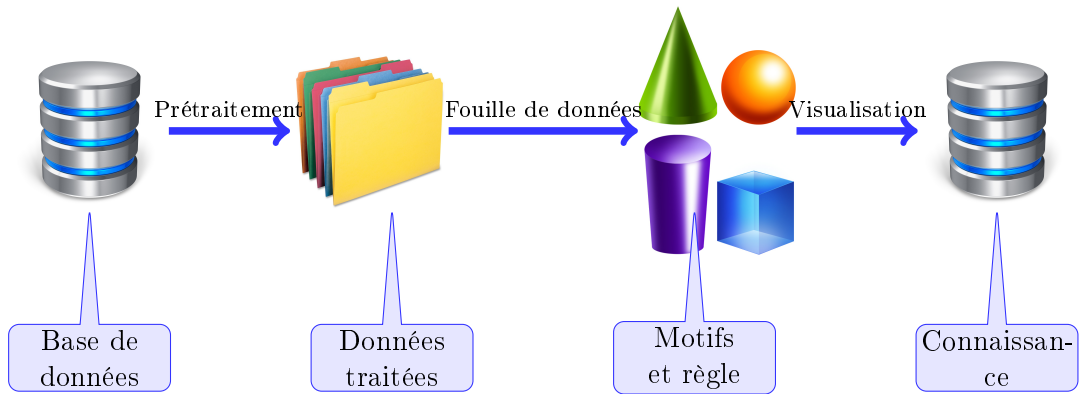 Prétraitement
Fouille de données
Visualisation
Base de
données
Données
traitées
Motifs
et règle
Connaissan-
ce